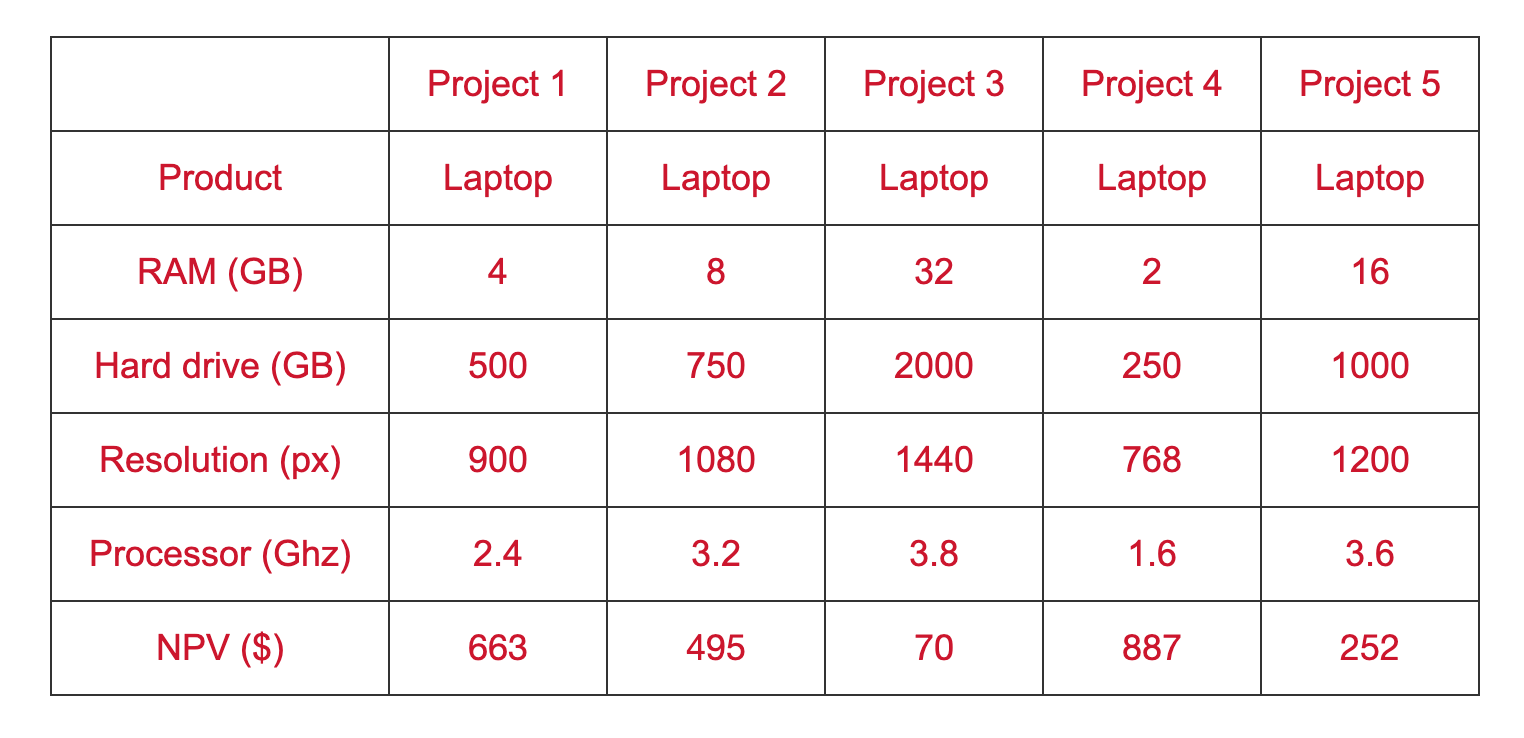 Project 1 Project 2 Project 3 Project 4 Project 5
Product Laptop Laptop Laptop Laptop Laptop
RAM (GB) 4 8 32 2 16
Hard drive (GB) 500 750 2000 250 1000
Resolution (px) 900 1080 1440 768 1200
Processor (Ghz) 2.4 3.2 3.8 1.6 3.6
NPV ($) 663 495 70 887 252